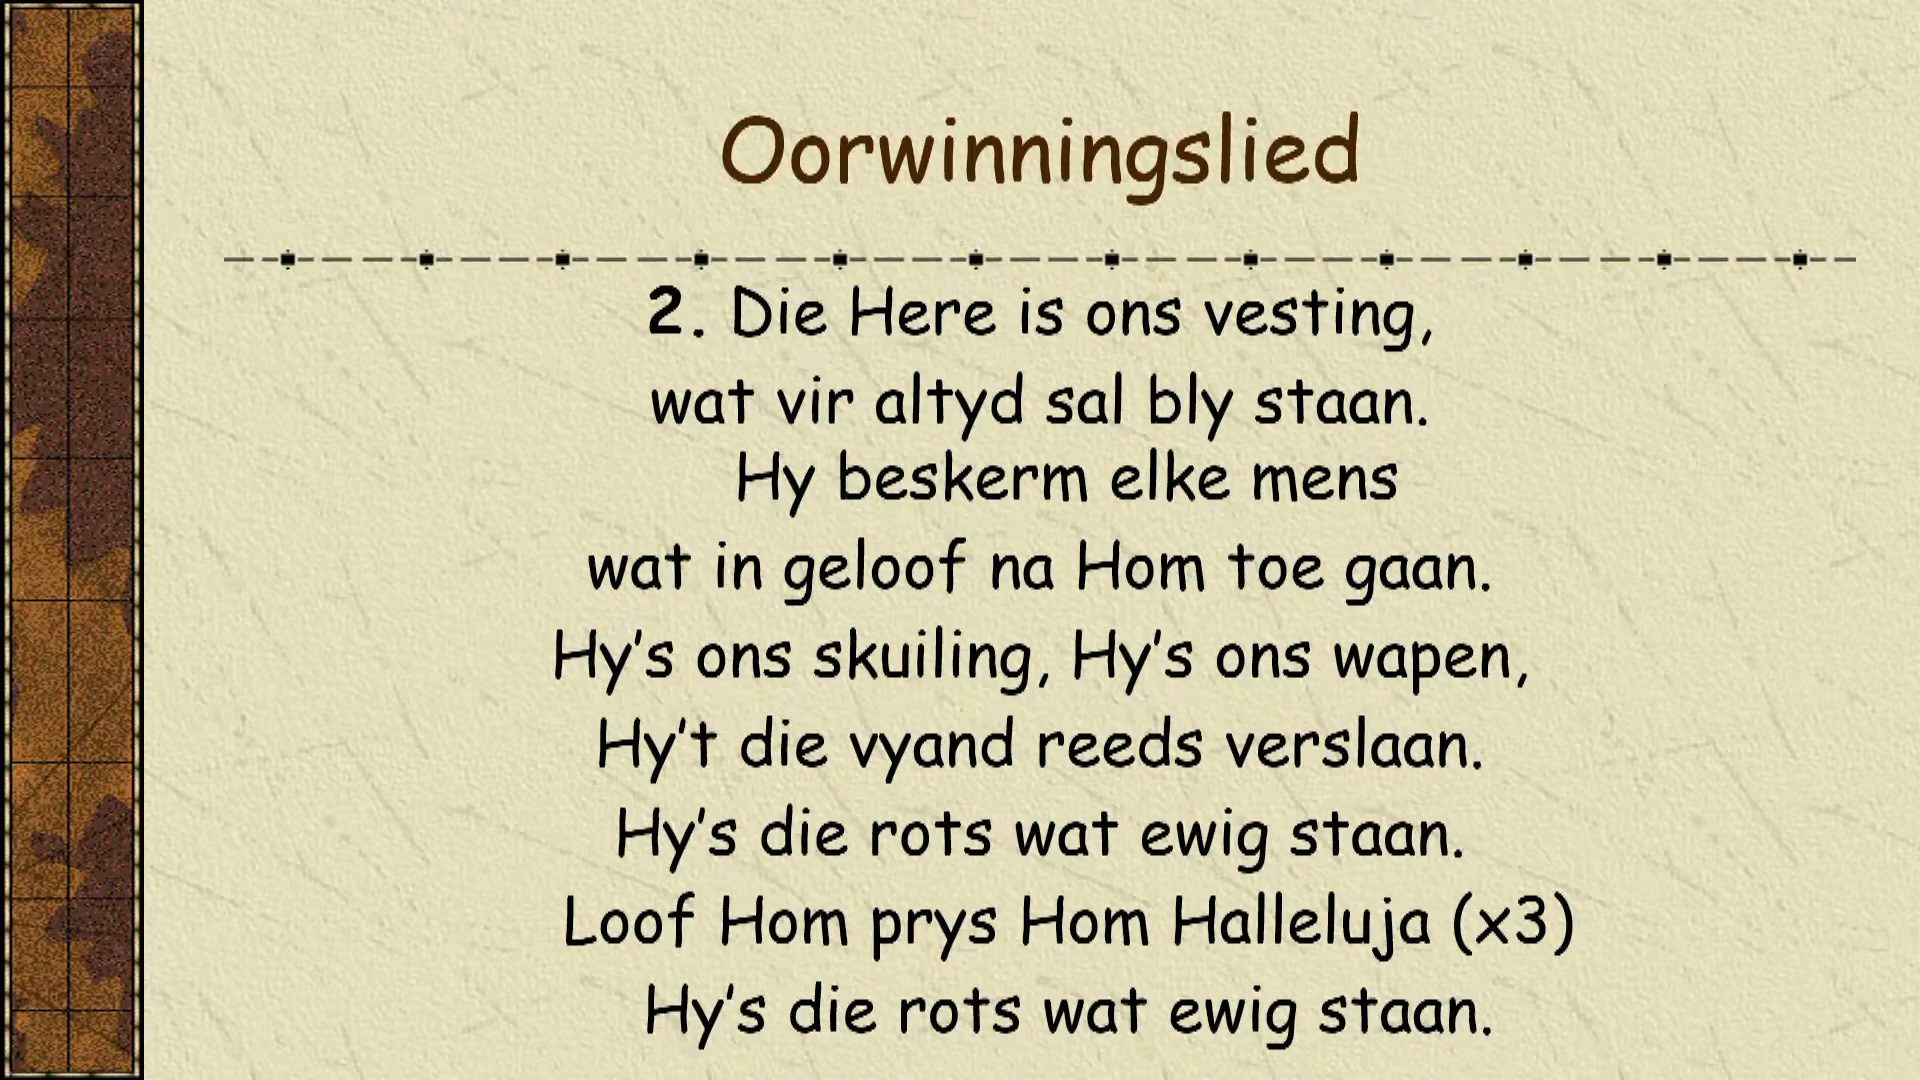 Oorwinningslied
2. Die Here is ons vesting,
wat vir altyd sal bly staan.
Hy beskerm elke mens
wat in geloof na Hom toe gaan.
Hy’s ons skuiling, Hy’s ons wapen,
Hy’t die vyand reeds verslaan.
Hy’s die rots wat ewig staan.
Loof Hom prys Hom Halleluja (x3)
Hy’s die rots wat ewig staan.